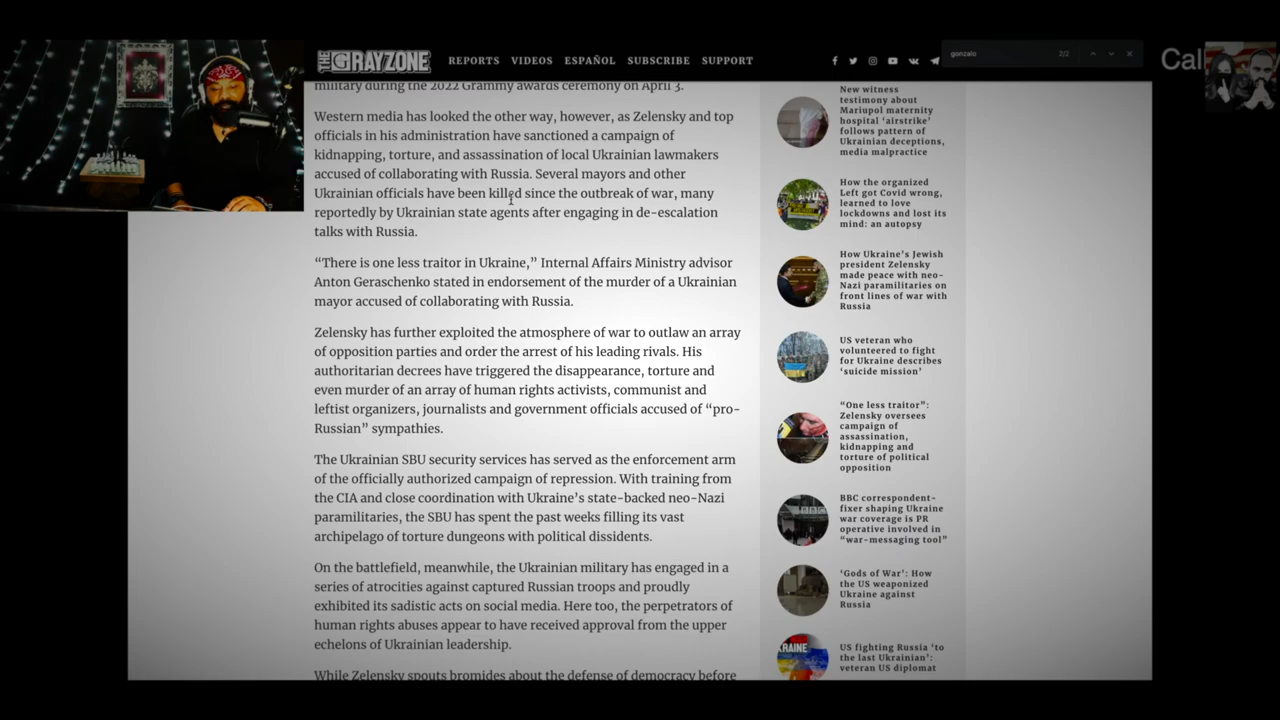 THE GRAYZONE
REPORTS VIDEOS ESPAÑOL SUBSCRIBE SUPPORT
gonzalo 2/2
Cal
military during the 2022 Grammy awards ceremony on April 3.
Western media has looked the other way, however, as Zelensky and top
officials in his administration have sanctioned a campaign of
kidnapping, torture, and assassination of local Ukrainian lawmakers
accused of collaborating with Russia. Several mayors and other
Ukrainian officials have been killed since the outbreak of war, many
reportedly by Ukrainian state agents after engaging in de-escalation
talks with Russia.
“There is one less traitor in Ukraine,” Internal Affairs Ministry advisor
Anton Geraschenko stated in endorsement of the murder of a Ukrainian
mayor accused of collaborating with Russia.
Zelensky has further exploited the atmosphere of war to outlaw an array
of opposition parties and order the arrest of his leading rivals. His
authoritarian decrees have triggered the disappearance, torture and
even murder of an array of human rights activists, communist and
leftist organizers, journalists and government officials accused of “pro-
Russian” sympathies.
The Ukrainian SBU security services has served as the enforcement arm
of the officially authorized campaign of repression. With training from
the CIA and close coordination with Ukraine’s state-backed neo-Nazi
paramilitaries, the SBU has spent the past weeks filling its vast
archipelago of torture dungeons with political dissidents.
On the battlefield, meanwhile, the Ukrainian military has engaged in a
series of atrocities against captured Russian troops and proudly
exhibited its sadistic acts on social media. Here too, the perpetrators of
human rights abuses appear to have received approval from the upper
echelons of Ukrainian leadership.
While Zelensky spouts bromides about the defense of democracy before
New witness
testimony about
Mariupol maternity
hospital ‘airstrike’
follows pattern of
Ukrainian deceptions,
media malpractice
How the organized
Left got Covid wrong,
learned to love
lockdowns and lost its
mind: an autopsy
How Ukraine’s Jewish
president Zelensky
made peace with neo-
Nazi paramilitaries on
front lines of war with
Russia
US veteran who
volunteered to fight
for Ukraine describes
‘suicide mission’
“One less traitor”:
Zelensky oversees
campaign of
assassination,
kidnapping and
torture of political
opposition
BBC correspondent-
fixer shaping Ukraine
war coverage is PR
operative involved in
“war-messaging tool”
‘Gods of War’: How
the US weaponized
Ukraine against
Russia
RAINE
US fighting Russia ‘to
the last Ukrainian’:
veteran US diplomat